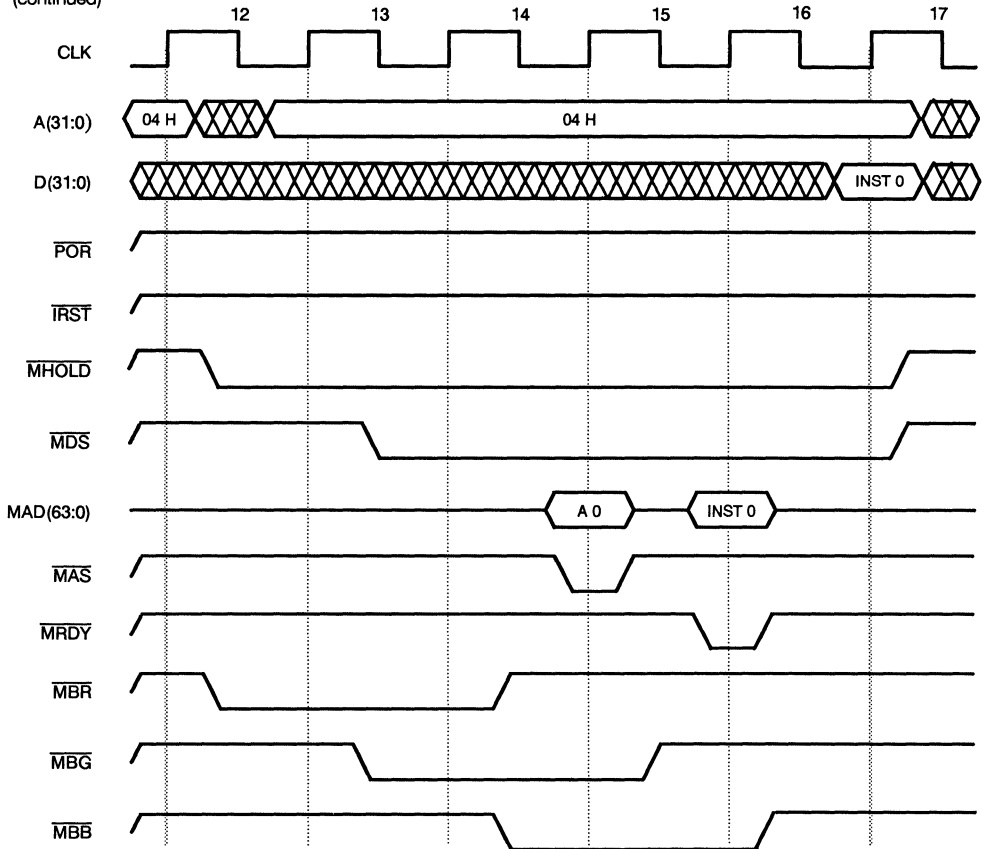 (continued)
12 13 14 15 16 17
CLK
A(31:0) 04 H 04 H
D(31:0) INST 0
POR
IRST
MHOLD
MDS
MAD(63:0) A 0 INST 0
MAS
MRDY
MBR
MBG
MBB